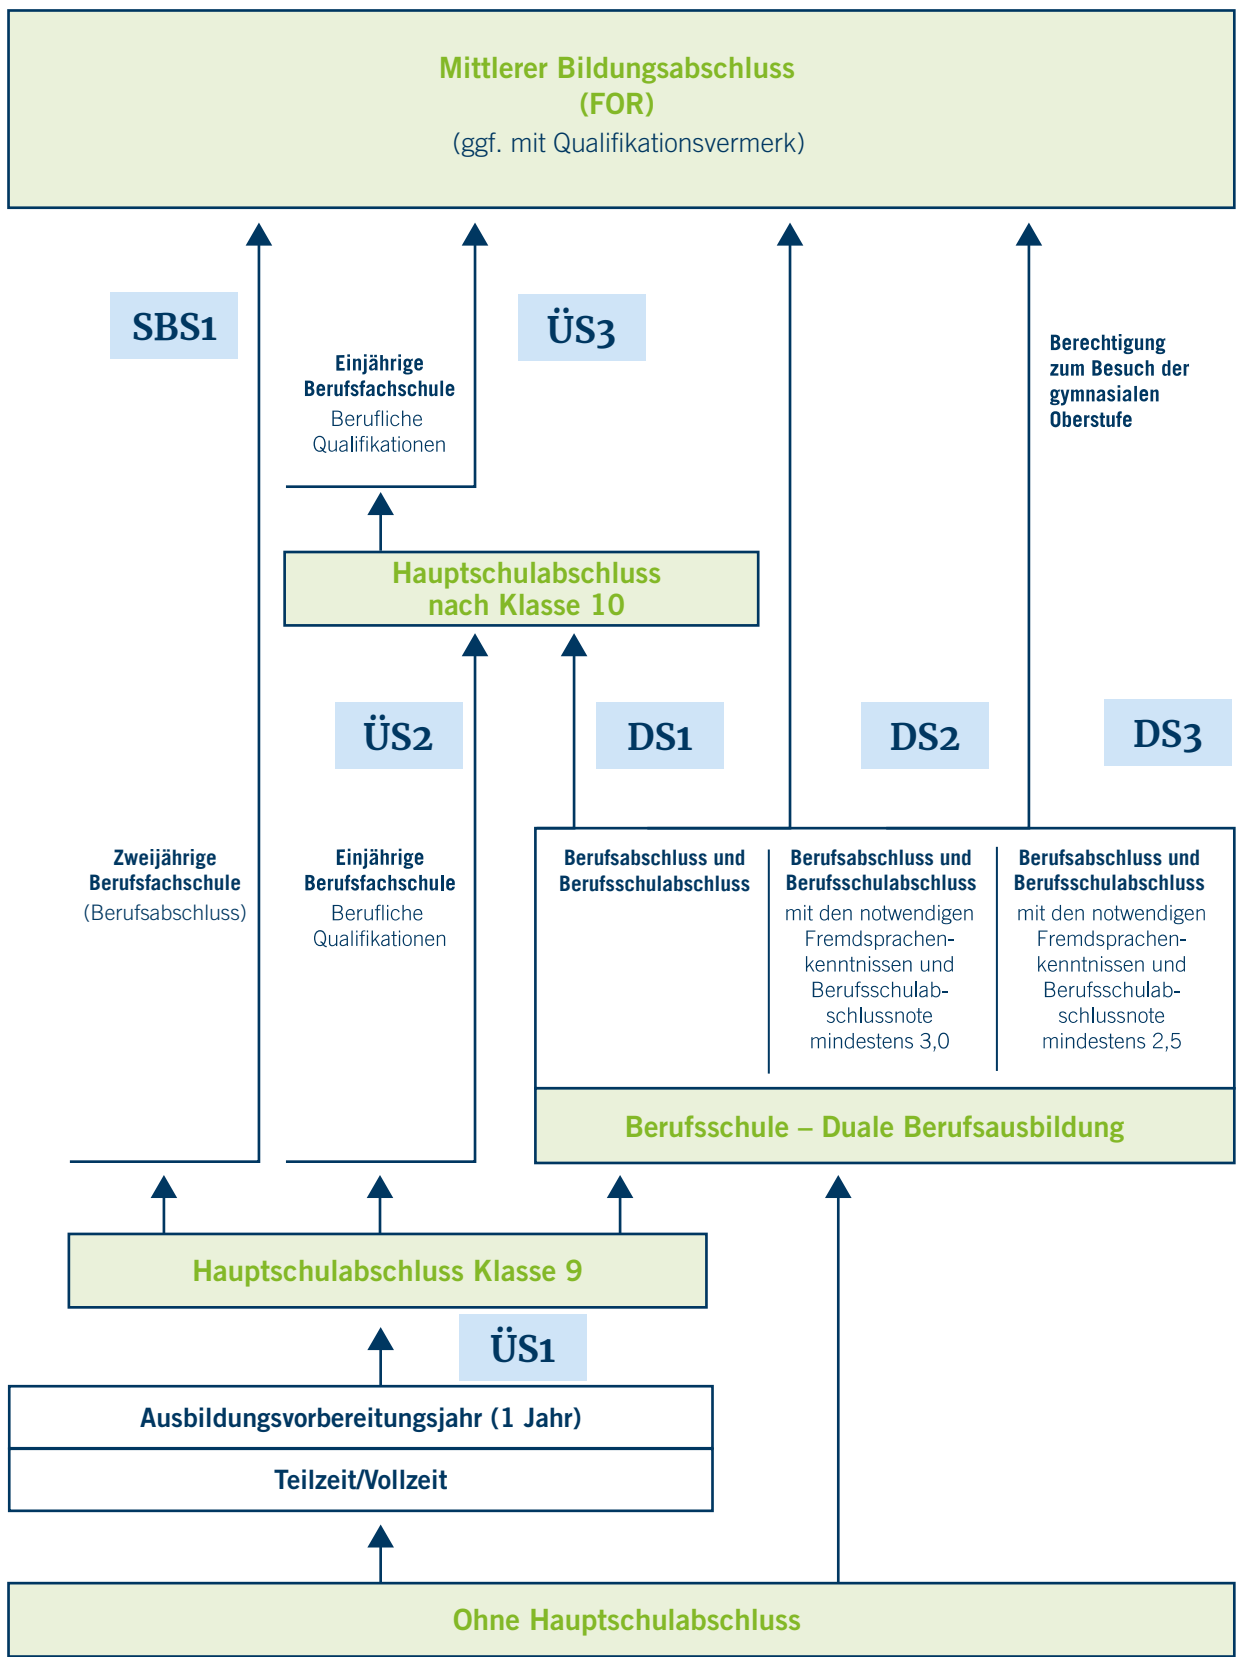 Mittlerer Bildungsabschluss
(FOR)
(ggf. mit Qualifikationsvermerk)
SBS1
ÜS3
Einjährige
Berufsfachschule
Berufliche
Qualifikationen
Berechtigung
zum Besuch der
gymnasialen
Oberstufe
Hauptschulabschluss
nach Klasse 10
ÜS2
DS1
DS2
DS3
Zweijährige
Berufsfachschule
(Berufsabschluss)
Einjährige
Berufsfachschule
Berufliche
Qualifikationen
Berufsabschluss und
Berufsschulabschluss
Berufsabschluss und
Berufsschulabschluss
mit den notwendigen
Fremdsprachen-
kenntnissen und
Berufsschulab-
schlussnote
mindestens 3,0
Berufsabschluss und
Berufsschulabschluss
mit den notwendigen
Fremdsprachen-
kenntnissen und
Berufsschulab-
schlussnote
mindestens 2,5
Berufsschule – Duale Berufsausbildung
Hauptschulabschluss Klasse 9
ÜS1
Ausbildungsvorbereitungsjahr (1 Jahr)
Teilzeit/Vollzeit
Ohne Hauptschulabschluss